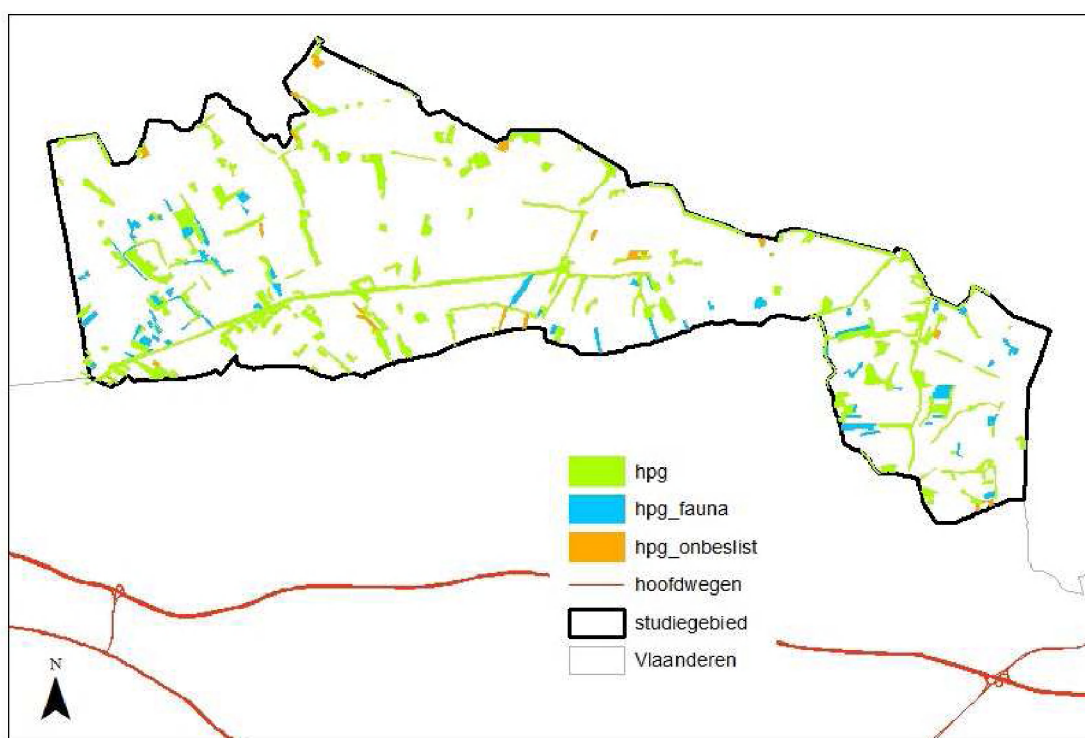 hpg
hpg_fauna
hpg_onbeslist
hoofdwegen
studiegebied
Vlaanderen
N